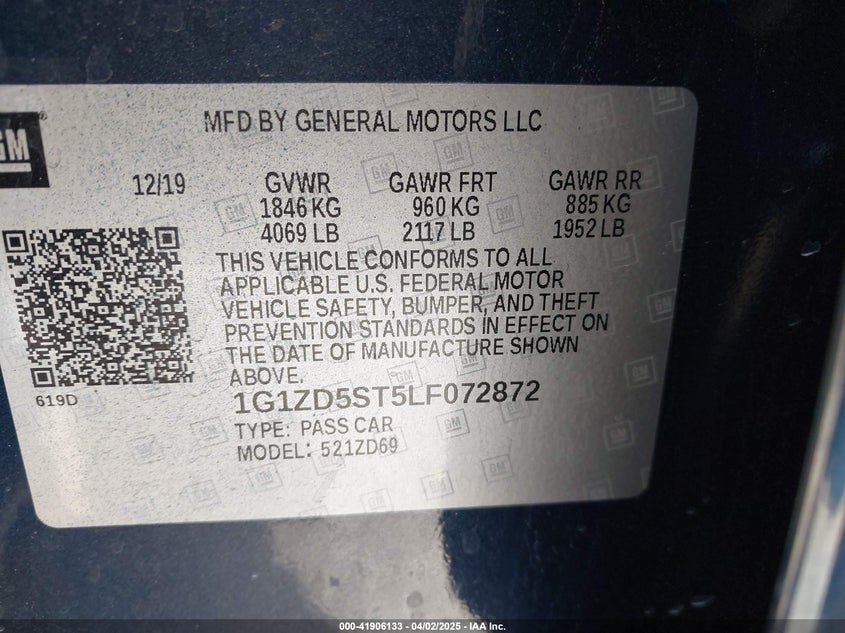 GM
®
MFD BY GENERAL MOTORS LLC
12/19 GVWR GAWR FRT GAWR RR
1846 KG 960 KG 885 KG
4069 LB 2117 LB 1952 LB
THIS VEHICLE CONFORMS TO ALL
APPLICABLE U.S. FEDERAL MOTOR
VEHICLE SAFETY, BUMPER, AND THEFT
PREVENTION STANDARDS IN EFFECT ON
THE DATE OF MANUFACTURE SHOWN
ABOVE.
619D
1G1ZD5ST5LF072872
TYPE: PASS CAR
MODEL: 521ZD69
000-41906133 - 04/02/2025 - IAA Inc.